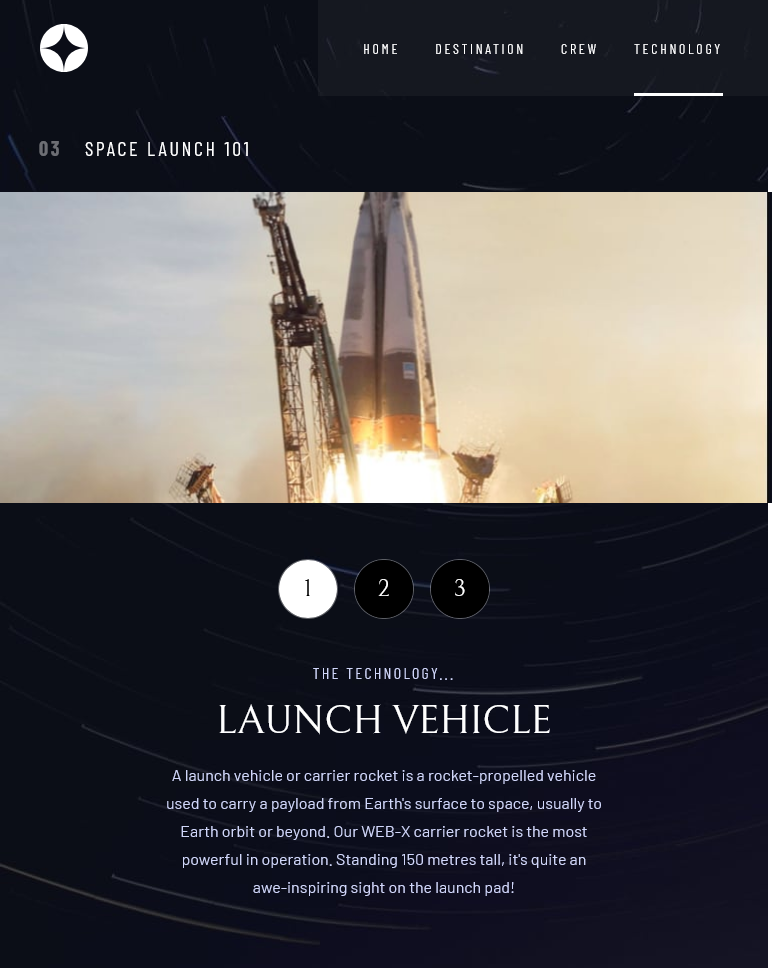 HOME DESTINATION CREW TECHNOLOGY
03 SPACE LAUNCH 101
1 2 3
THE TECHNOLOGY...
LAUNCH VEHICLE
A launch vehicle or carrier rocket is a rocket-propelled vehicle
used to carry a payload from Earth's surface to space, usually to
Earth orbit or beyond. Our WEB-X carrier rocket is the most
powerful in operation. Standing 150 metres tall, it's quite an
awe-inspiring sight on the launch pad!